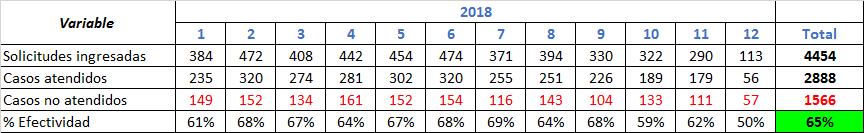 Variable 2018
1 2 3 4 5 6 7 8 9 10 11 12 Total
Solicitudes ingresadas 384 472 408 442 454 474 371 394 330 322 290 113 4454
Casos atendidos 235 320 274 281 302 320 255 251 226 189 179 56 2888
Casos no atendidos 149 152 134 161 152 154 116 143 104 133 111 57 1566
% Efectividad 61% 68% 67% 64% 67% 68% 69% 64% 68% 59% 62% 50% 65%